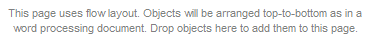 This page uses flow layout. Objects will be arranged top-to-bottom as in a
word processing document. Drop objects here to add them to this page.